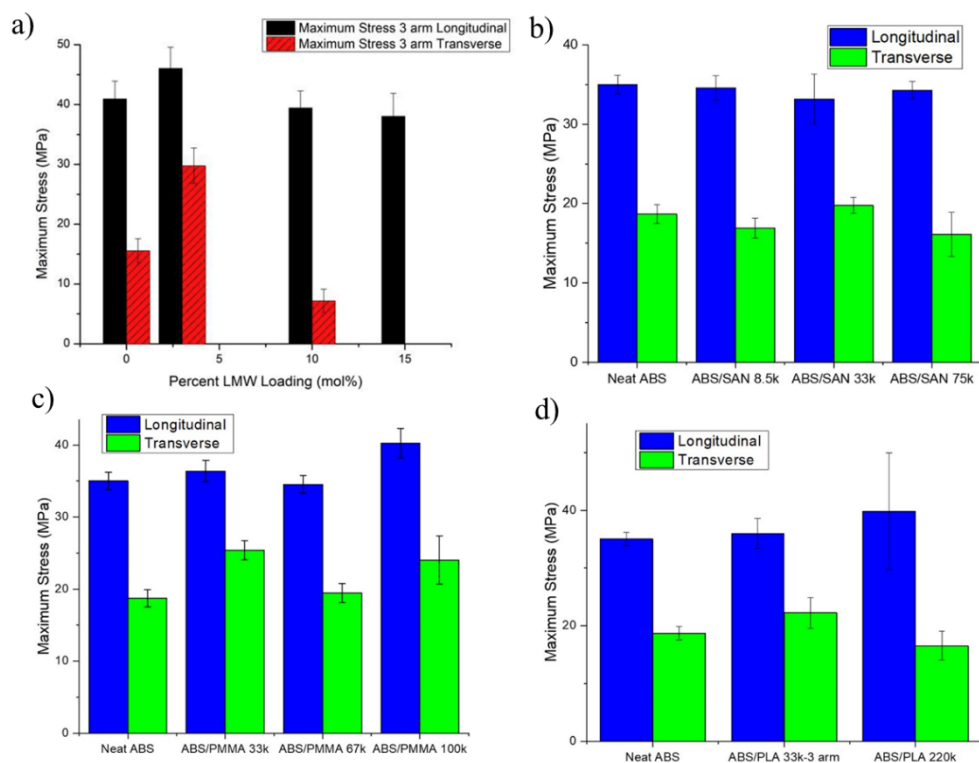 a)
Maximum Stress 3 arm Longitudinal
Maximum Stress 3 arm Transverse
50
40
30
20
10
0
Maximum Stress (MPa)
0
5
10
15
Percent LMW Loading (mol%)
b)
Longitudinal
Transverse
40
30
20
10
0
Maximum Stress (MPa)
Neat ABS
ABS/SAN 8.5k
ABS/SAN 33k
ABS/SAN 75k
c)
Longitudinal
Transverse
40
30
20
10
0
Maximum Stress (MPa)
Neat ABS
ABS/PMMA 33k
ABS/PMMA 67k
ABS/PMMA 100k
d)
Longitudinal
Transverse
40
20
0
Maximum Stress (MPa)
Neat ABS
ABS/PLA 33k-3 arm
ABS/PLA 220k